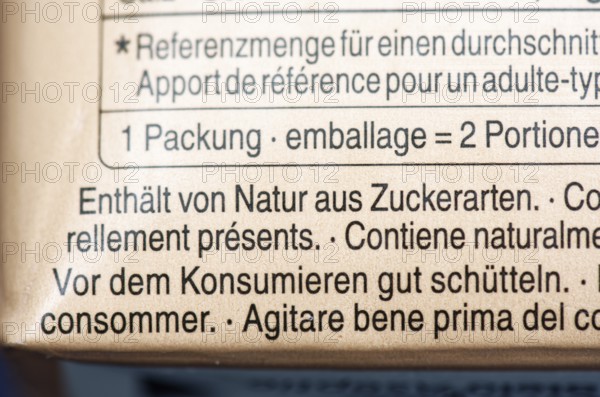 * Referenzmenge für einen durchschnit
Apport de référence pour un adulte-typ
1 Packung · emballage = 2 Portione
Enthält von Natur aus Zuckerarten. · Co
rellement présents. · Contiene naturalme
Vor dem Konsumieren gut schütteln. ·
consommer. · Agitare bene prima del co